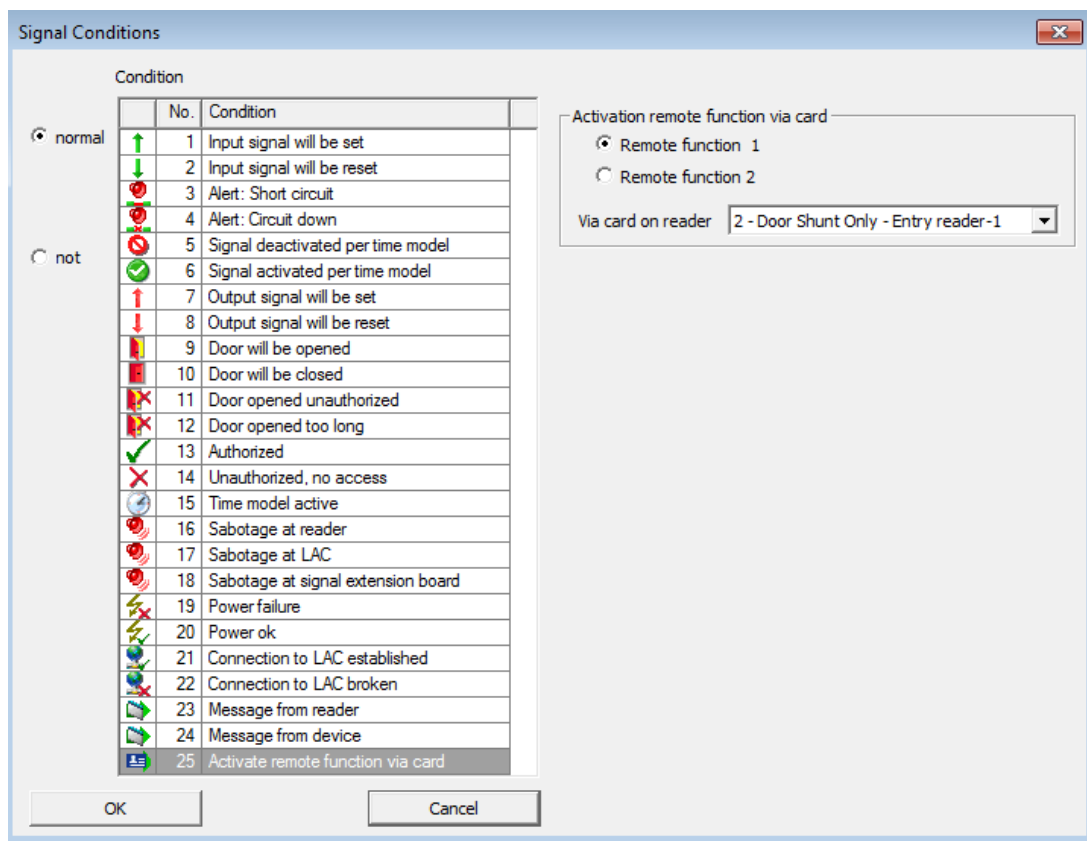 Signal Conditions
Condition
normal
not
No. Condition
1 Input signal will be set
2 Input signal will be reset
3 Alert: Short circuit
4 Alert: Circuit down
5 Signal deactivated per time model
6 Signal activated per time model
7 Output signal will be set
8 Output signal will be reset
9 Door will be opened
10 Door will be closed
11 Door opened unauthorized
12 Door opened too long
13 Authorized
14 Unauthorized, no access
15 Time model active
16 Sabotage at reader
17 Sabotage at LAC
18 Sabotage at signal extension board
19 Power failure
20 Power ok
21 Connection to LAC established
22 Connection to LAC broken
23 Message from reader
24 Message from device
25 Activate remote function via card
Activation remote function via card
Remote function 1
Remote function 2
Via card on reader 2 - Door Shunt Only - Entry reader-1
OK Cancel